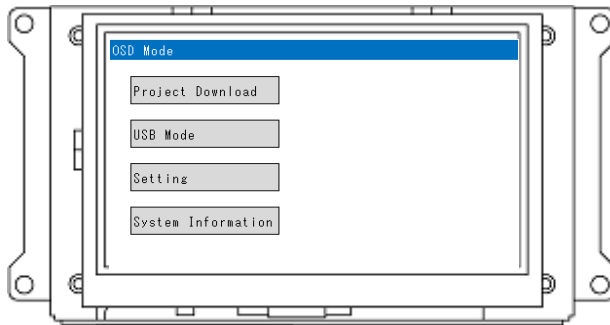 OSD Mode
Project Download
USB Mode
Setting
System Information